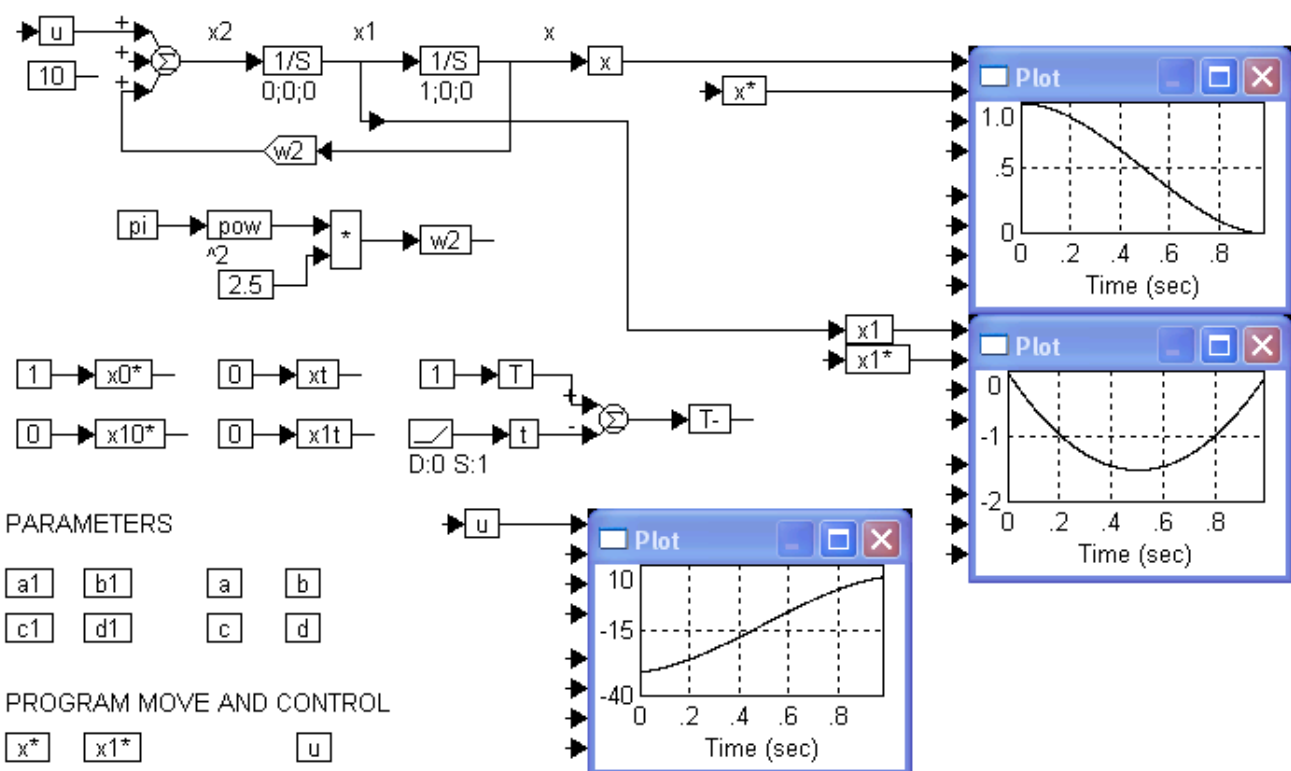 u + x2 x1 x
+ Σ 1/S 1/S x
10 + 0;0;0 1;0;0 x*
w2
pi pow * w2
^2
2.5
Plot
1.0
.5
0
0 .2 .4 .6 .8
Time (sec)
x1
x1*
Plot
0
-1
-2
0 .2 .4 .6 .8
Time (sec)
1 x0* 0 xt 1 T
+ Σ T-
0 x10* 0 x1t t -
D:0 S:1
PARAMETERS
a1 b1 a b
c1 d1 c d
u
Plot
10
-15
-40
0 .2 .4 .6 .8
Time (sec)
PROGRAM MOVE AND CONTROL
x* x1* u